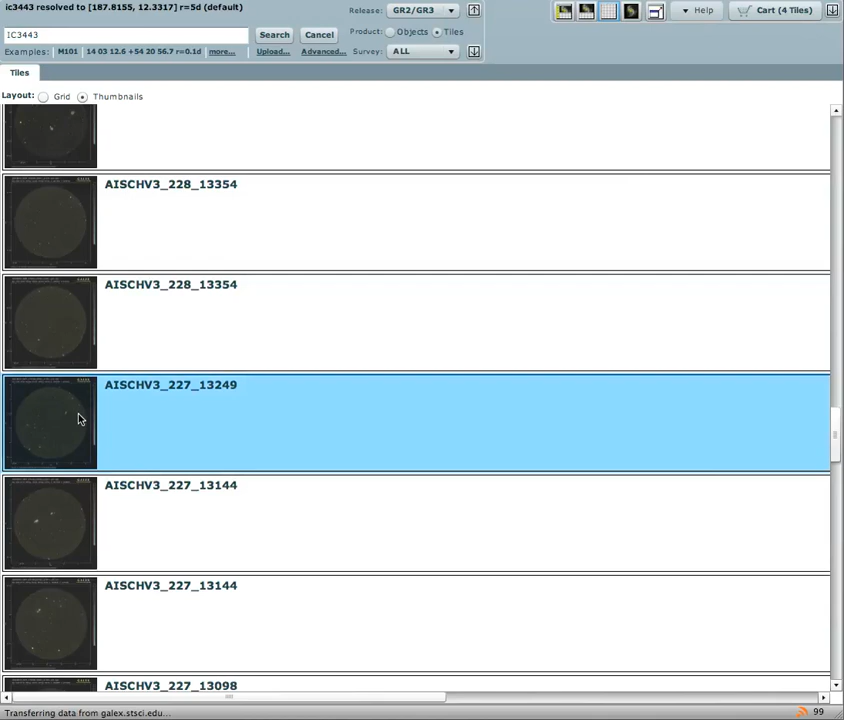 ic3443 resolved to [187.8155, 12.3317] r=5d (default)
Release: GR2/GR3
Help
Cart (4 Tiles)
IC3443
Search
Cancel
Product: Objects Tiles
Examples: M101 14 03 12.6 +54 20 56.7 r=0.1d more... Upload... Advanced... Survey: ALL
Tiles
Layout: Grid Thumbnails
AISCHV3_228_13354
AISCHV3_228_13354
AISCHV3_227_13249
AISCHV3_227_13144
AISCHV3_227_13144
AISCHV3_227_13098
Transferring data from galex.stsci.edu...
99